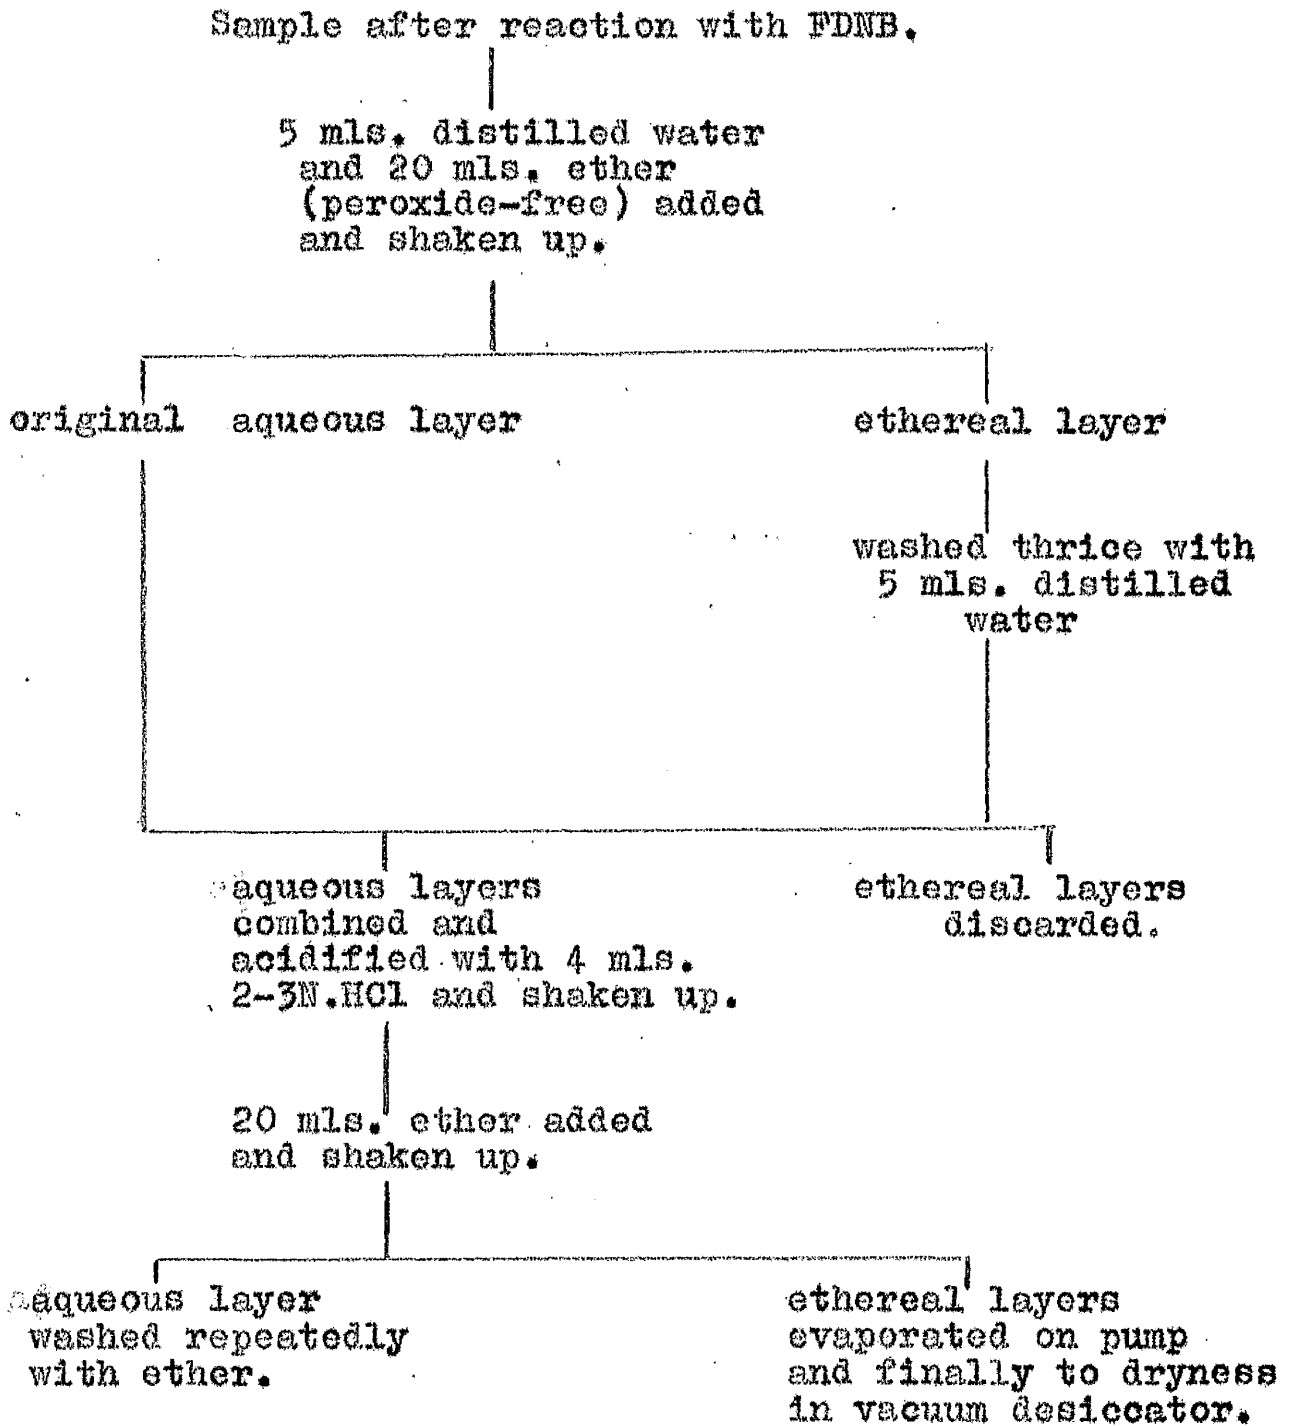 Sample after reaction with FDNB.
5 mls. distilled water
and 20 mls. ether
(peroxide-free) added
and shaken up.
original aqueous layer
ethereal layer
washed thrice with
5 mls. distilled
water
aqueous layers
combined and
acidified with 4 mls.
2-3N.HCl and shaken up.
ethereal layers
discarded.
20 mls. ether added
and shaken up.
aqueous layer
washed repeatedly
with ether.
ethereal layers
evaporated on pump
and finally to dryness
in vacuum desiccator.